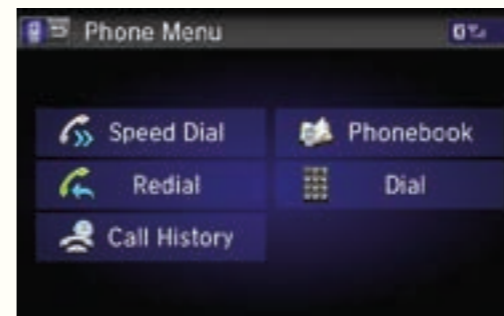 Phone Menu
Speed Dial
Phonebook
Redial
Dial
Call History